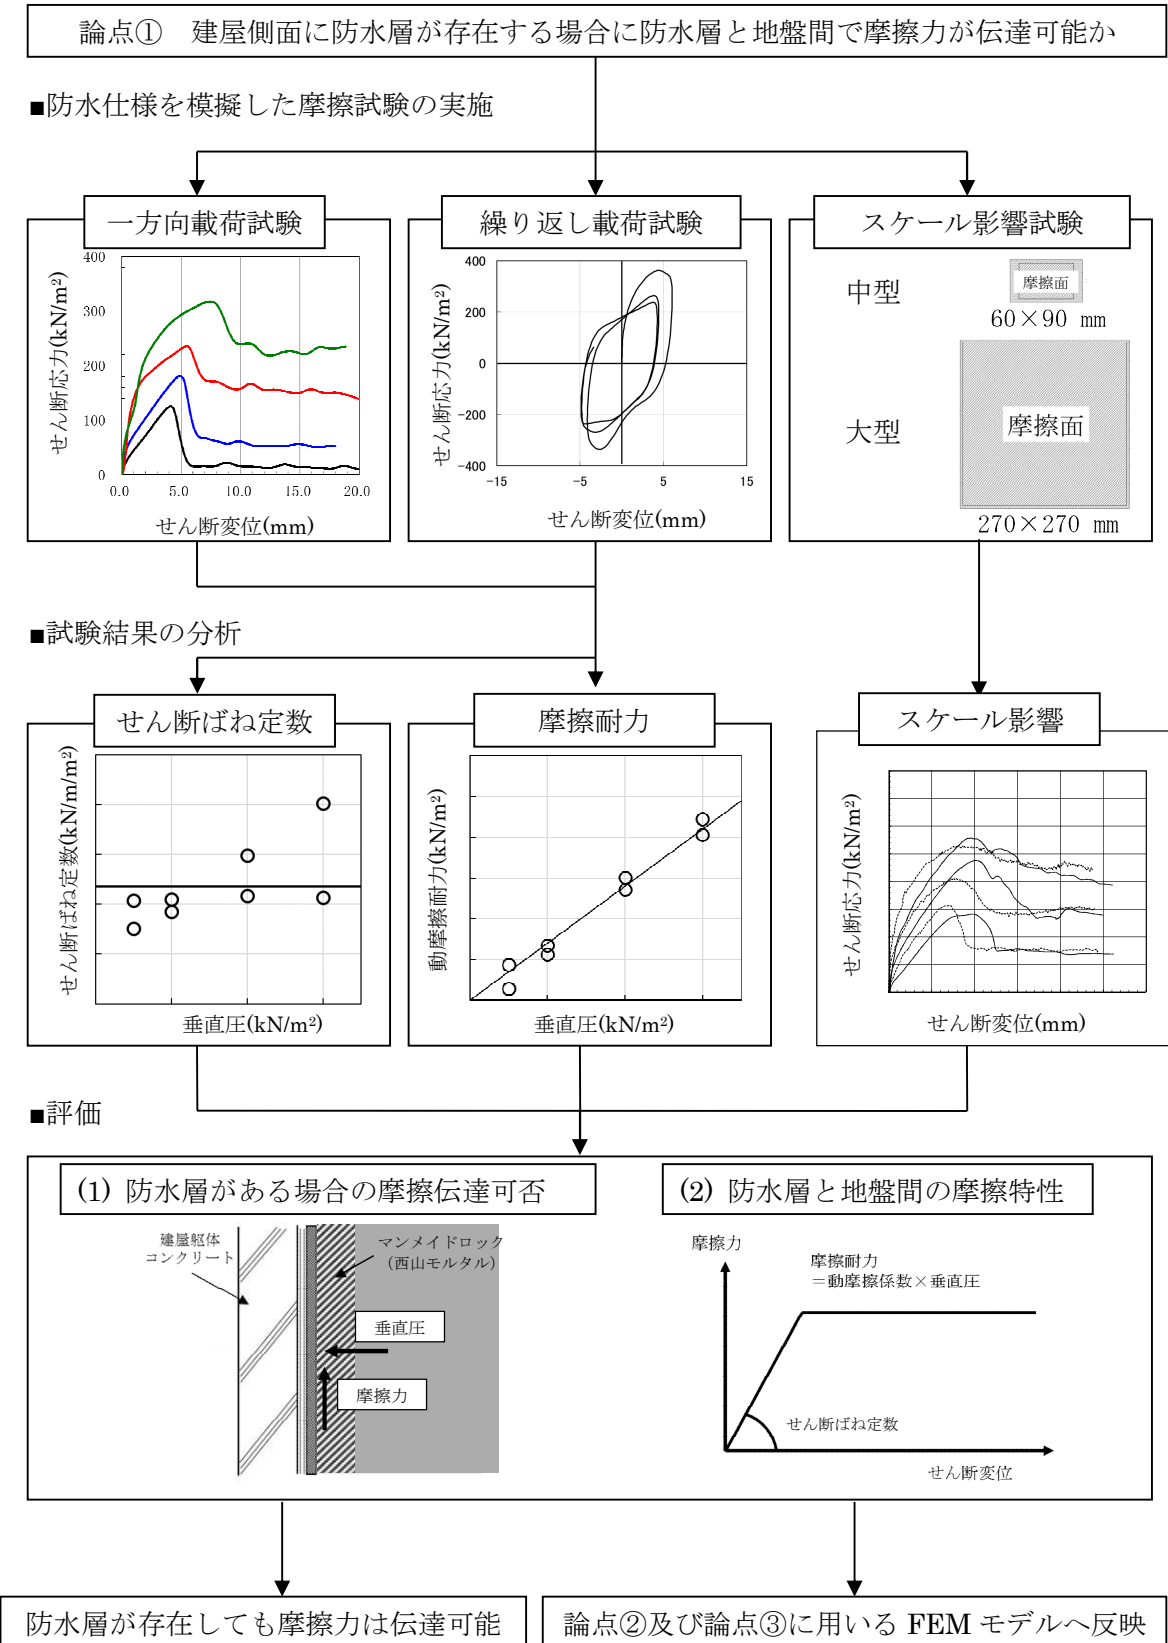 論点①　建屋側面に防水層が存在する場合に防水層と地盤間で摩擦力が伝達可能か
■防水仕様を模擬した摩擦試験の実施
一方向載荷試験
せん断応力(kN/m²)
400
300
200
100
0
0.0 5.0 10.0 15.0 20.0
せん断変位(mm)
繰り返し載荷試験
せん断応力(kN/m²)
400
200
0
-200
-400
-15 -5 5 15
せん断変位(mm)
スケール影響試験
中型
摩擦面
60×90 mm
大型
摩擦面
270×270 mm
■試験結果の分析
せん断ばね定数
せん断ばね定数(kN/m/m²)
垂直圧(kN/m²)
摩擦耐力
動摩擦耐力(kN/m²)
垂直圧(kN/m²)
スケール影響
せん断応力(kN/m²)
せん断変位(mm)
■評価
(1) 防水層がある場合の摩擦伝達可否
建屋躯体
コンクリート
マンメイドロック
（西山モルタル）
垂直圧
摩擦力
(2) 防水層と地盤間の摩擦特性
摩擦力
摩擦耐力
＝動摩擦係数×垂直圧
せん断ばね定数
せん断変位
防水層が存在しても摩擦力は伝達可能
論点②及び論点③に用いる FEM モデルへ反映